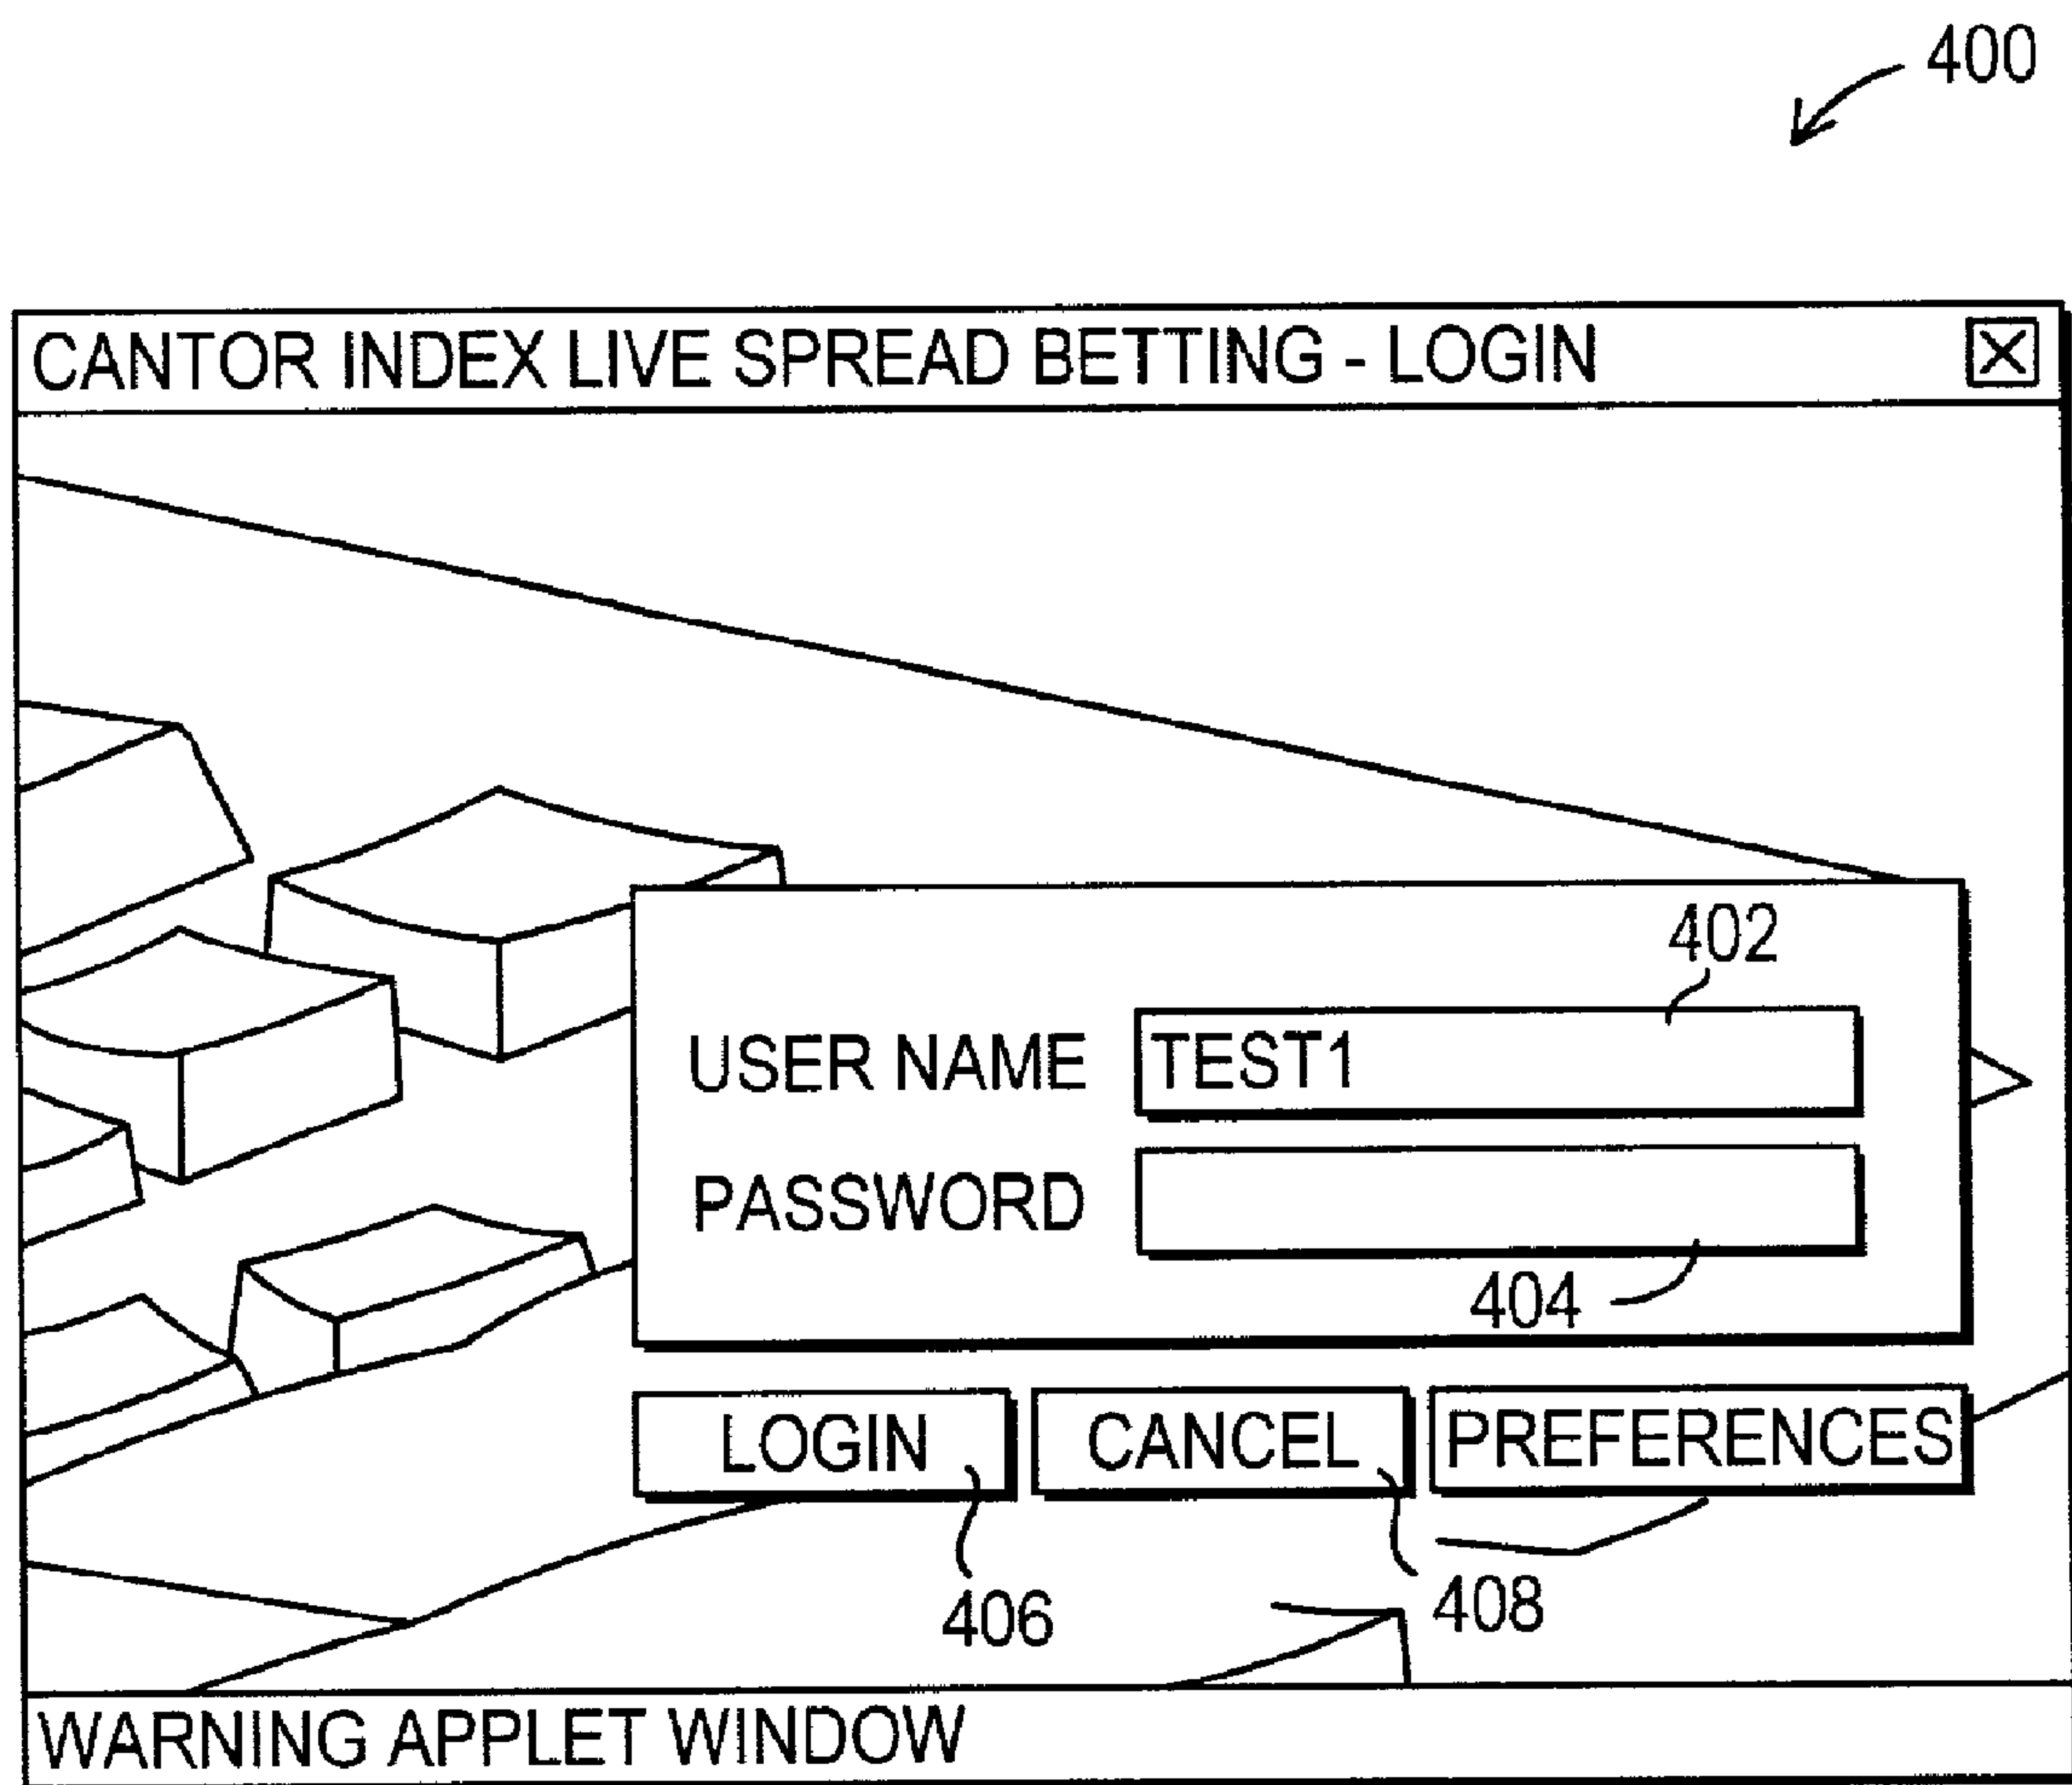 400
CANTOR INDEX LIVE SPREAD BETTING - LOGIN
402
USER NAME TEST1
PASSWORD
404
LOGIN CANCEL PREFERENCES
406 408
WARNING APPLET WINDOW